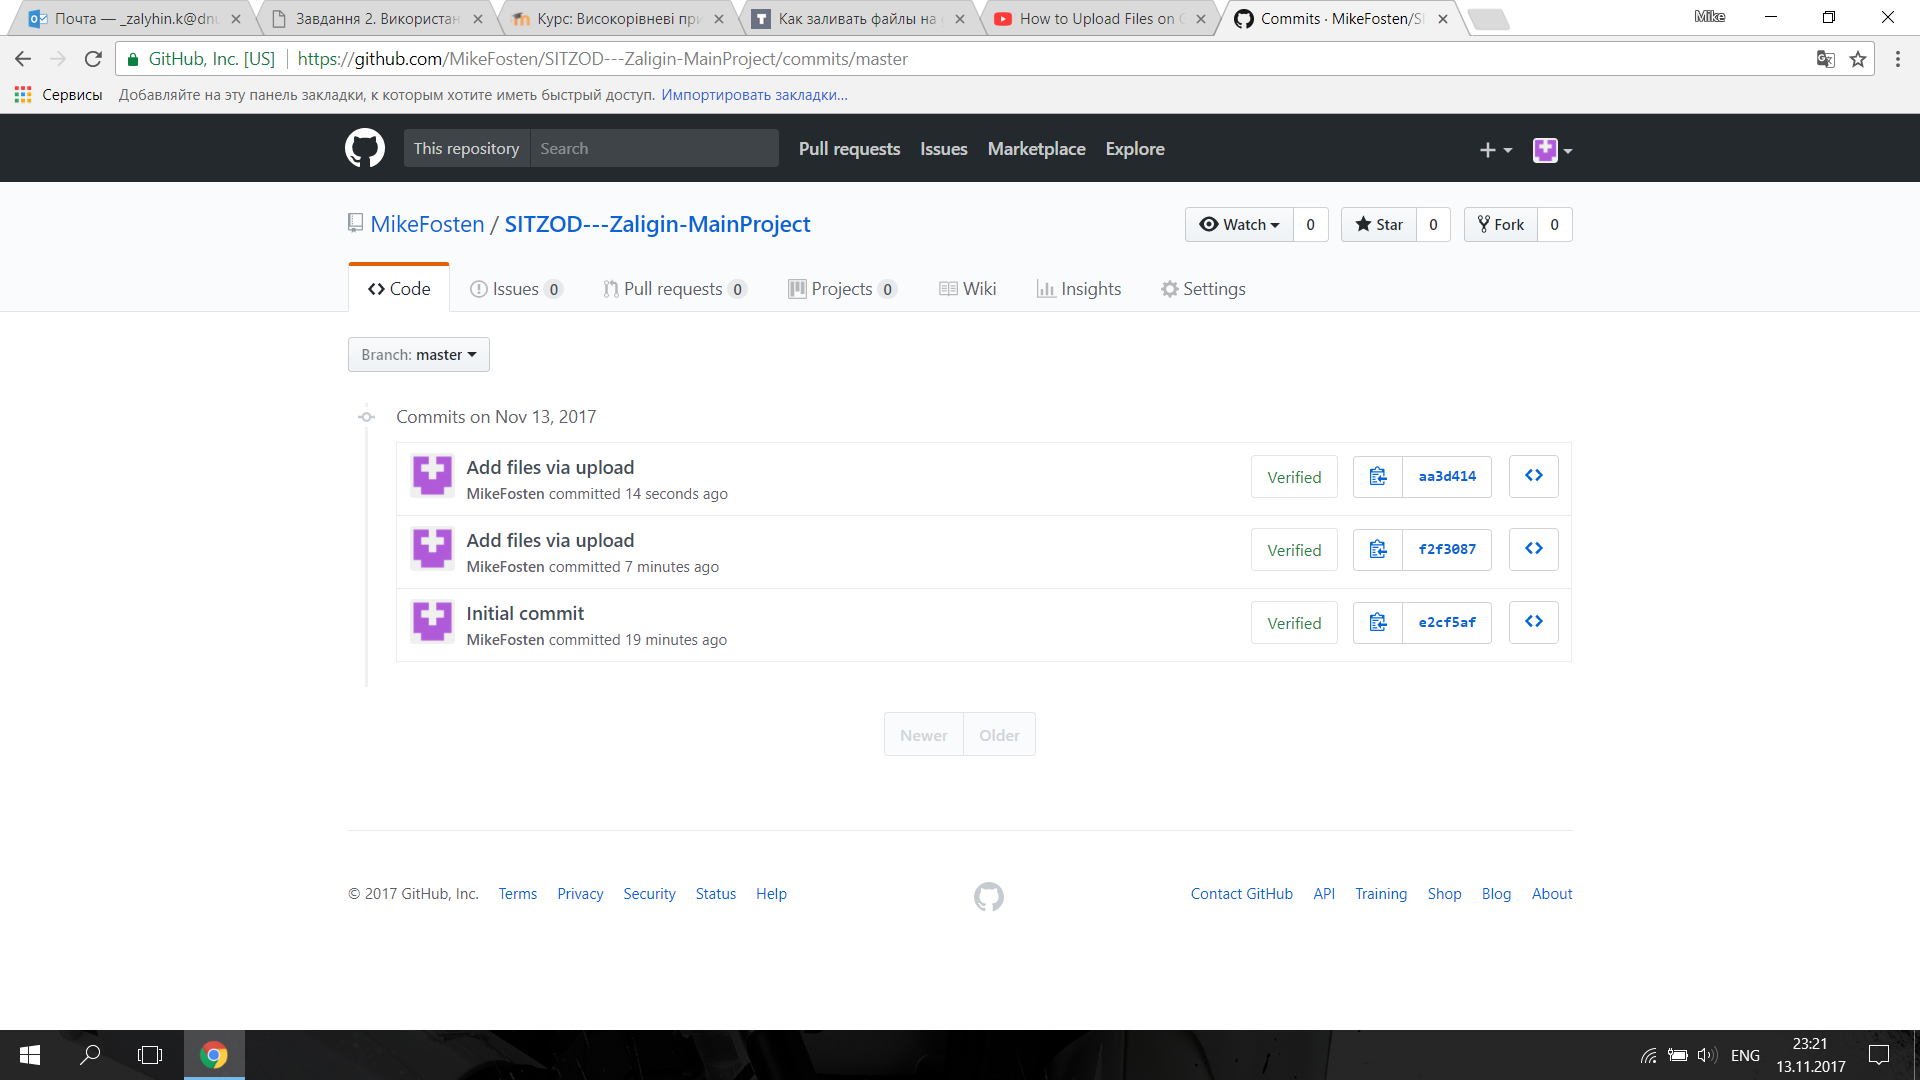 Почта — _zalyhin.k@dnu
Завдання 2. Використан
Курс: Високорівневі при
Как заливать файлы на g
How to Upload Files on G
Commits · MikeFosten/SI
Mike
GitHub, Inc. [US]
https://github.com/MikeFosten/SITZOD---Zaligin-MainProject/commits/master
Сервисы
Добавляйте на эту панель закладки, к которым хотите иметь быстрый доступ. Импортировать закладки...
This repository
Search
Pull requests
Issues
Marketplace
Explore
MikeFosten / SITZOD---Zaligin-MainProject
Watch 0
Star 0
Fork 0
Code
Issues 0
Pull requests 0
Projects 0
Wiki
Insights
Settings
Branch: master
Commits on Nov 13, 2017
Add files via upload
MikeFosten committed 14 seconds ago
Verified
aa3d414
Add files via upload
MikeFosten committed 7 minutes ago
Verified
f2f3087
Initial commit
MikeFosten committed 19 minutes ago
Verified
e2cf5af
Newer
Older
© 2017 GitHub, Inc.
Terms
Privacy
Security
Status
Help
Contact GitHub
API
Training
Shop
Blog
About
ENG
23:21
13.11.2017